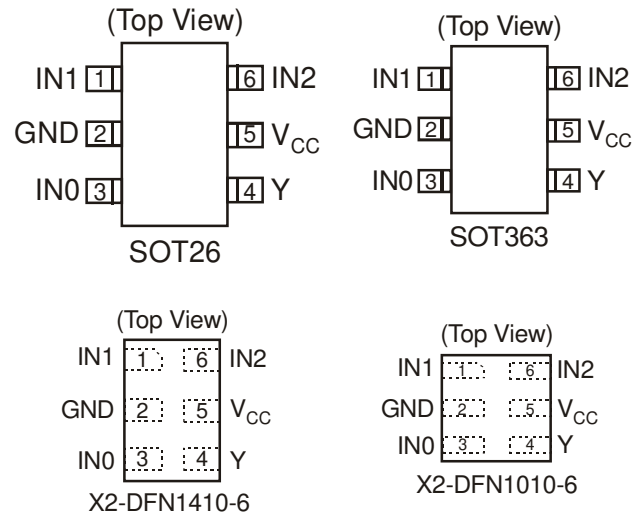 (Top View)
IN1 1 6 IN2
GND 2 5 VCC
IN0 3 4 Y
SOT26
(Top View)
IN1 1 6 IN2
GND 2 5 VCC
IN0 3 4 Y
SOT363
(Top View)
IN1 1 6 IN2
GND 2 5 VCC
IN0 3 4 Y
X2-DFN1410-6
(Top View)
IN1 1 6 IN2
GND 2 5 VCC
IN0 3 4 Y
X2-DFN1010-6